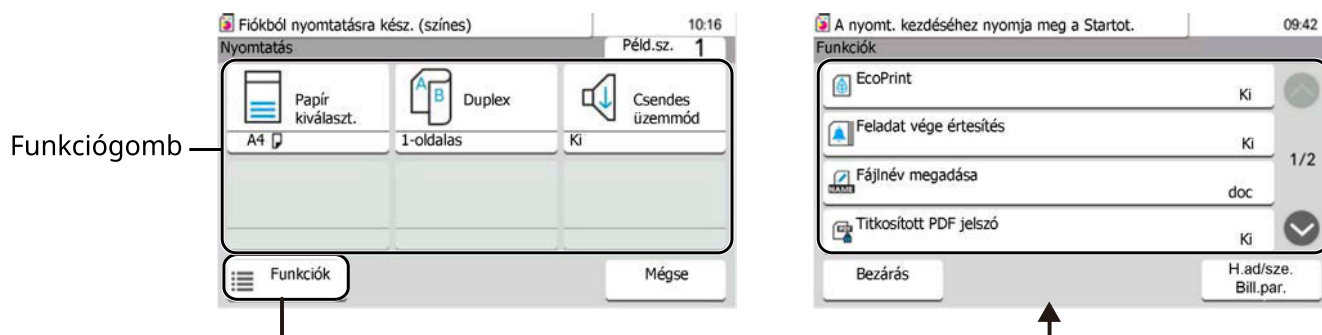 Fiókból nyomtatásra kész. (színes)
10:16
Nyomtatás
Péld.sz. 1
Papír
kiválaszt.
A4
A
B
Duplex
1-oldalas
Csendes
üzemmód
Ki
Funkciógomb
Funkciók
Mégse
A nyomt. kezdéséhez nyomja meg a Startot.
09:42
Funkciók
EcoPrint
Ki
Feladat vége értesítés
Ki
1/2
NAME
Fájlnév megadása
doc
PDF
Titkosított PDF jelszó
Ki
Bezárás
H.ad/sze.
Bill.par.